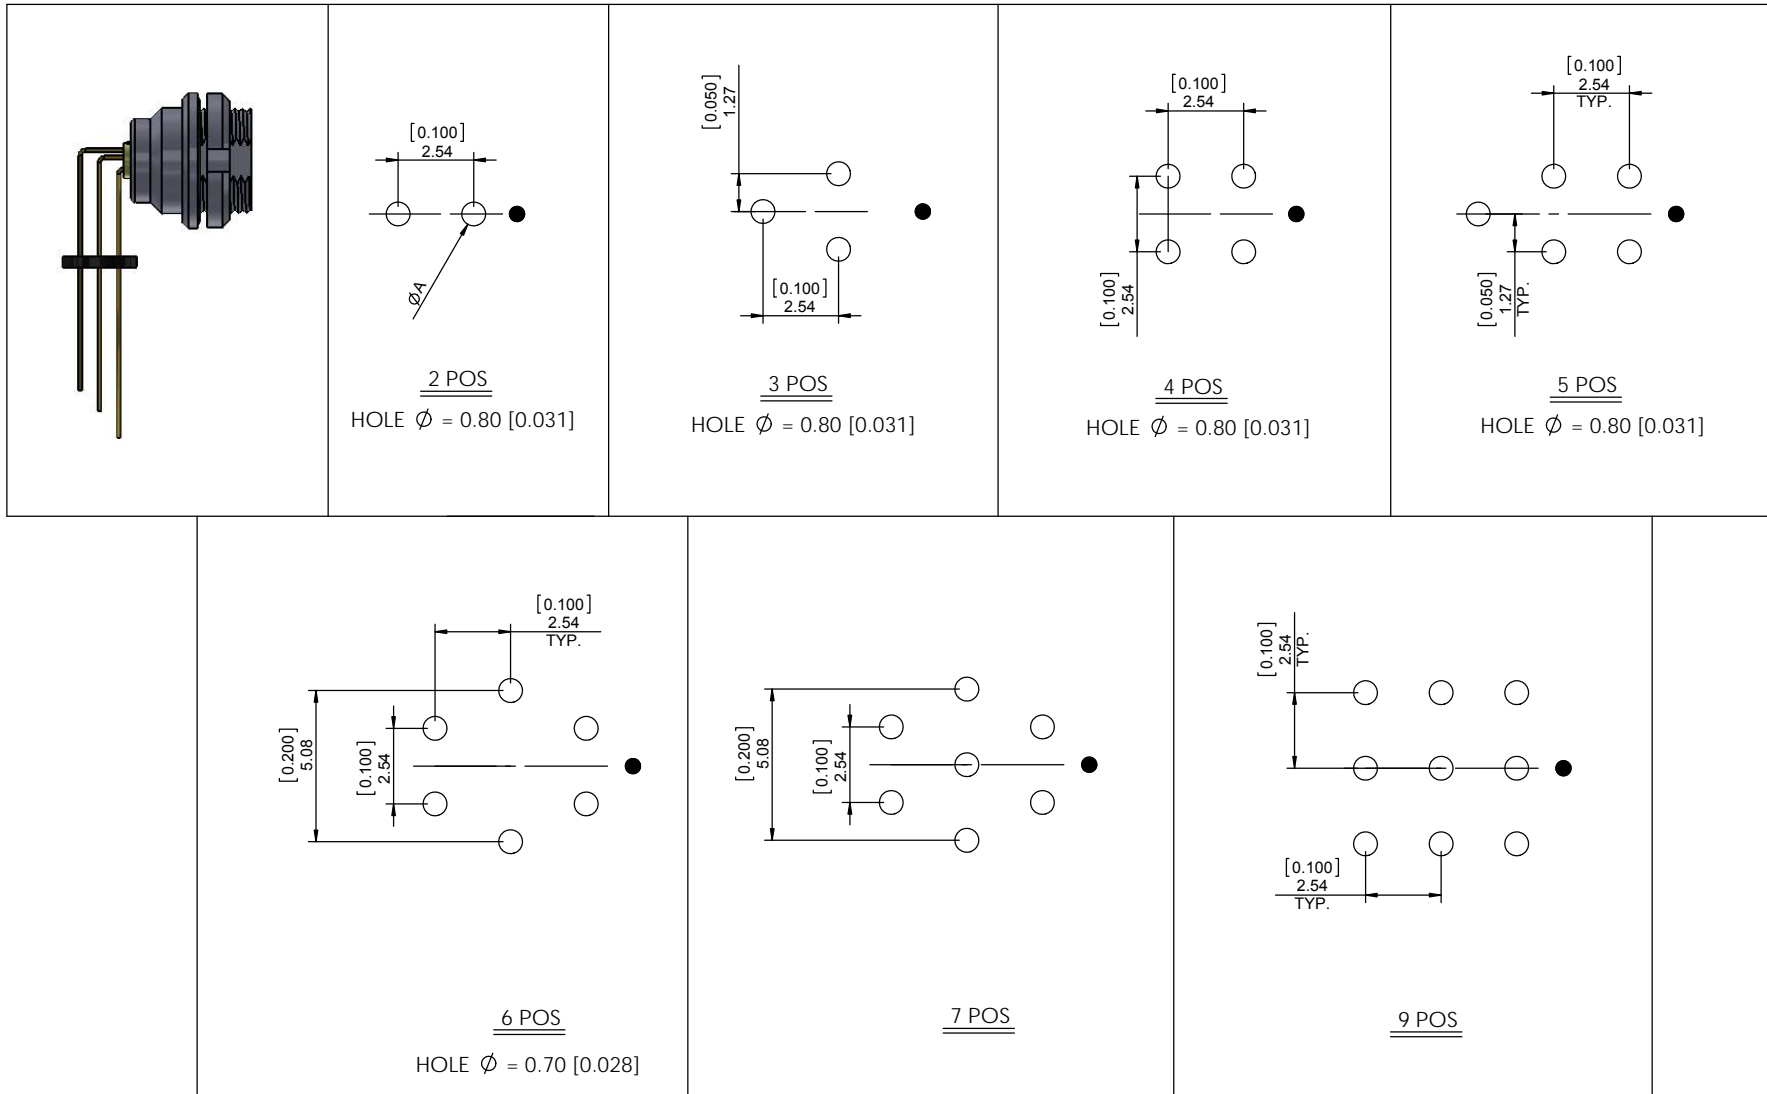 [0.100]
2.54
ØA
2 POS
HOLE Ø = 0.80 [0.031]
[0.050]
1.27
[0.100]
2.54
3 POS
HOLE Ø = 0.80 [0.031]
[0.100]
2.54
[0.100]
2.54
4 POS
HOLE Ø = 0.80 [0.031]
[0.100]
2.54
TYP.
[0.050]
1.27
TYP.
5 POS
HOLE Ø = 0.80 [0.031]
[0.100]
2.54
TYP.
[0.200]
5.08
[0.100]
2.54
6 POS
HOLE Ø = 0.70 [0.028]
[0.200]
5.08
[0.100]
2.54
7 POS
[0.100]
2.54
TYP.
[0.100]
2.54
TYP.
9 POS